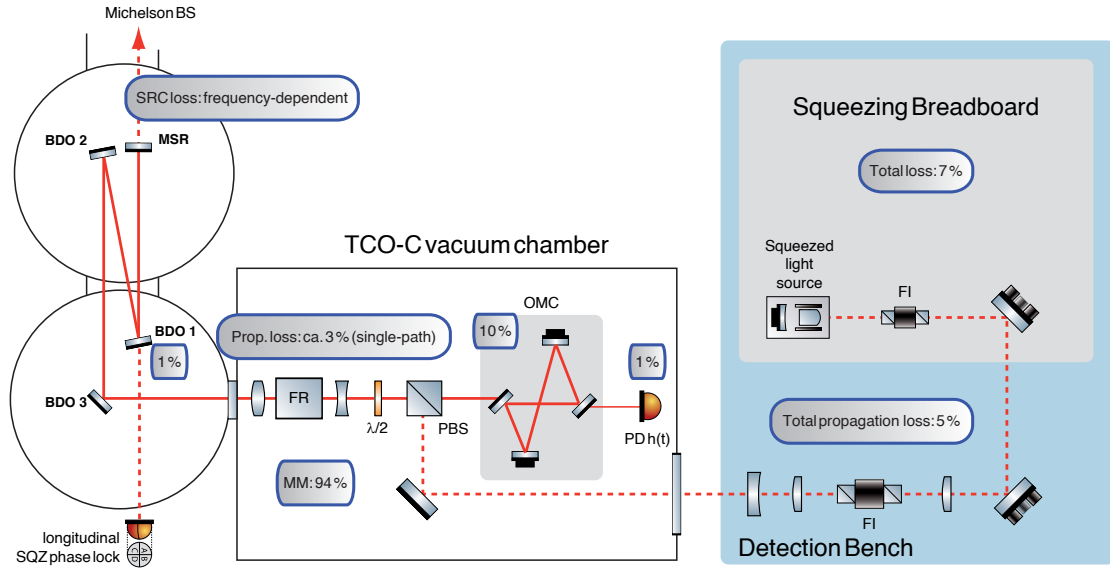 Michelson BS
SRC loss: frequency-dependent
BDO 2
MSR
BDO 1
1 %
BDO 3
longitudinal
SQZ phase lock
A B
C D
TCO-C vacuum chamber
Prop. loss: ca. 3 % (single-path)
OMC
10 %
1 %
FR
λ/2
PBS
PD h(t)
MM: 94 %
Squeezing Breadboard
Total loss: 7 %
Squeezed
light
source
FI
Total propagation loss: 5 %
FI
Detection Bench